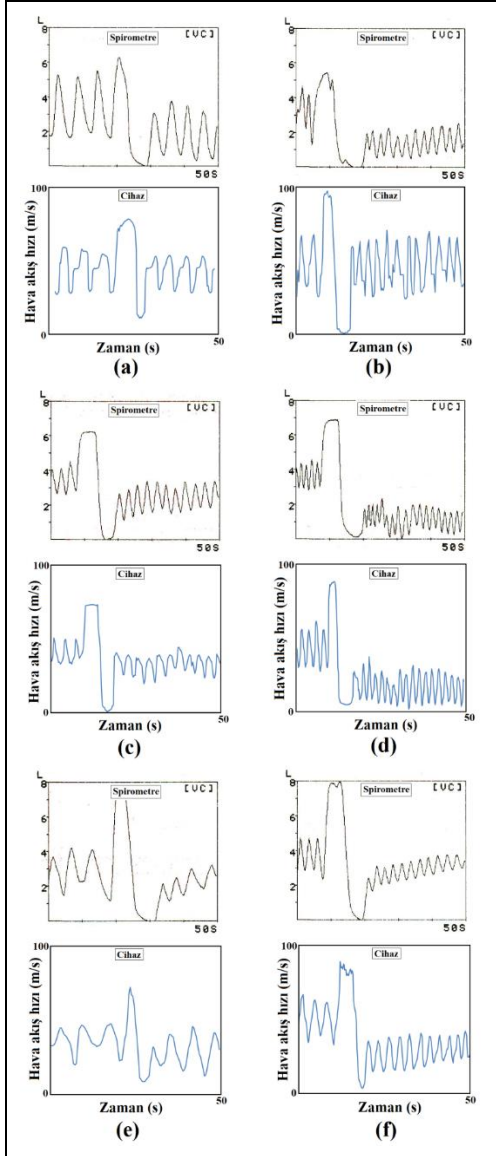 L
Spirometre
[VC]
8
6
4
2
50S
Hava akış hızı (m/s)
100
Cihaz
0
50
Zaman (s)
(a)
L
Spirometre
[VC]
8
6
4
2
50S
Hava akış hızı (m/s)
100
Cihaz
0
50
Zaman (s)
(b)
L
Spirometre
[VC]
8
6
4
2
50S
Hava akış hızı (m/s)
100
Cihaz
0
50
Zaman (s)
(c)
L
Spirometre
[VC]
8
6
4
2
50S
Hava akış hızı (m/s)
100
Cihaz
0
50
Zaman (s)
(d)
L
Spirometre
[VC]
8
6
4
2
50S
Hava akış hızı (m/s)
100
Cihaz
0
50
Zaman (s)
(e)
L
Spirometre
[VC]
8
6
4
2
50S
Hava akış hızı (m/s)
100
Cihaz
0
50
Zaman (s)
(f)